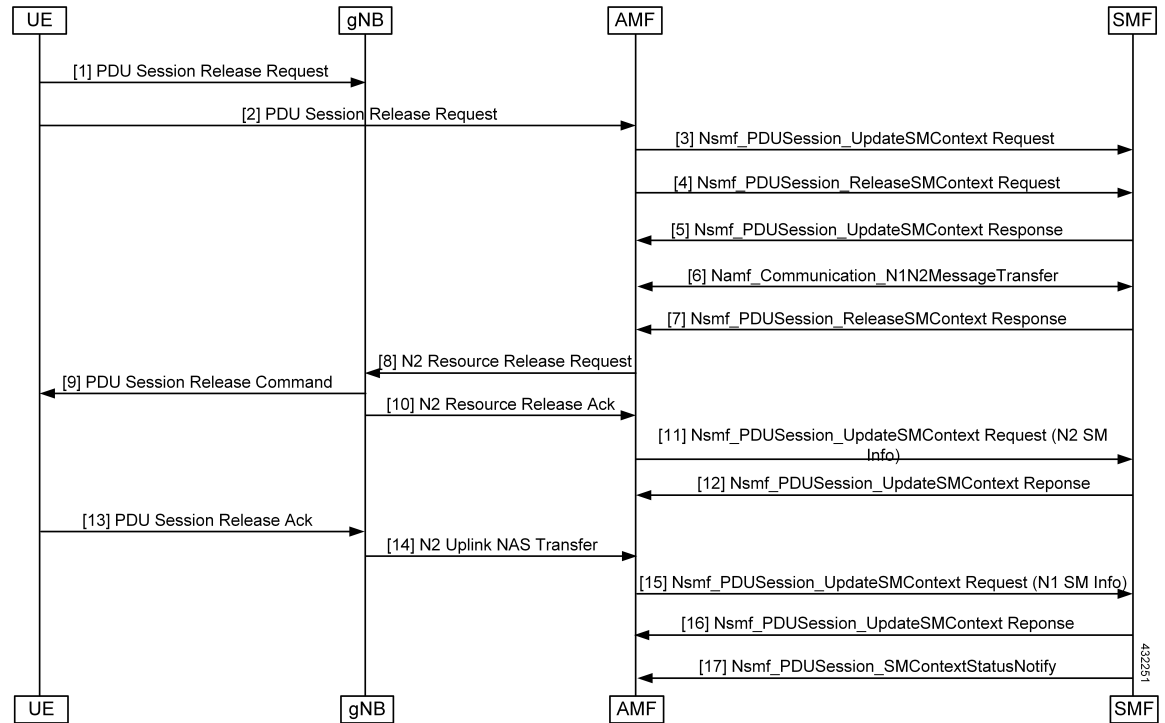 UE
gNB
AMF
SMF
[1] PDU Session Release Request
[2] PDU Session Release Request
[3] Nsmf_PDUSession_UpdateSMContext Request
[4] Nsmf_PDUSession_ReleaseSMContext Request
[5] Nsmf_PDUSession_UpdateSMContext Response
[6] Namf_Communication_N1N2MessageTransfer
[7] Nsmf_PDUSession_ReleaseSMContext Response
[8] N2 Resource Release Request
[9] PDU Session Release Command
[10] N2 Resource Release Ack
[11] Nsmf_PDUSession_UpdateSMContext Request (N2 SM
Info)
[12] Nsmf_PDUSession_UpdateSMContext Reponse
[13] PDU Session Release Ack
[14] N2 Uplink NAS Transfer
[15] Nsmf_PDUSession_UpdateSMContext Request (N1 SM Info)
[16] Nsmf_PDUSession_UpdateSMContext Reponse
[17] Nsmf_PDUSession_SMContextStatusNotify
432251
UE
gNB
AMF
SMF